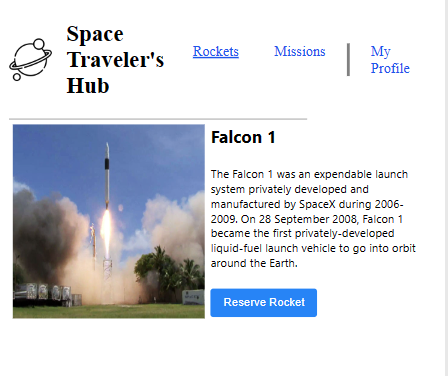 Space
Traveler's
Hub
Rockets
Missions
My
Profile
Falcon 1
The Falcon 1 was an expendable launch
system privately developed and
manufactured by SpaceX during 2006-
2009. On 28 September 2008, Falcon 1
became the first privately-developed
liquid-fuel launch vehicle to go into orbit
around the Earth.
Reserve Rocket